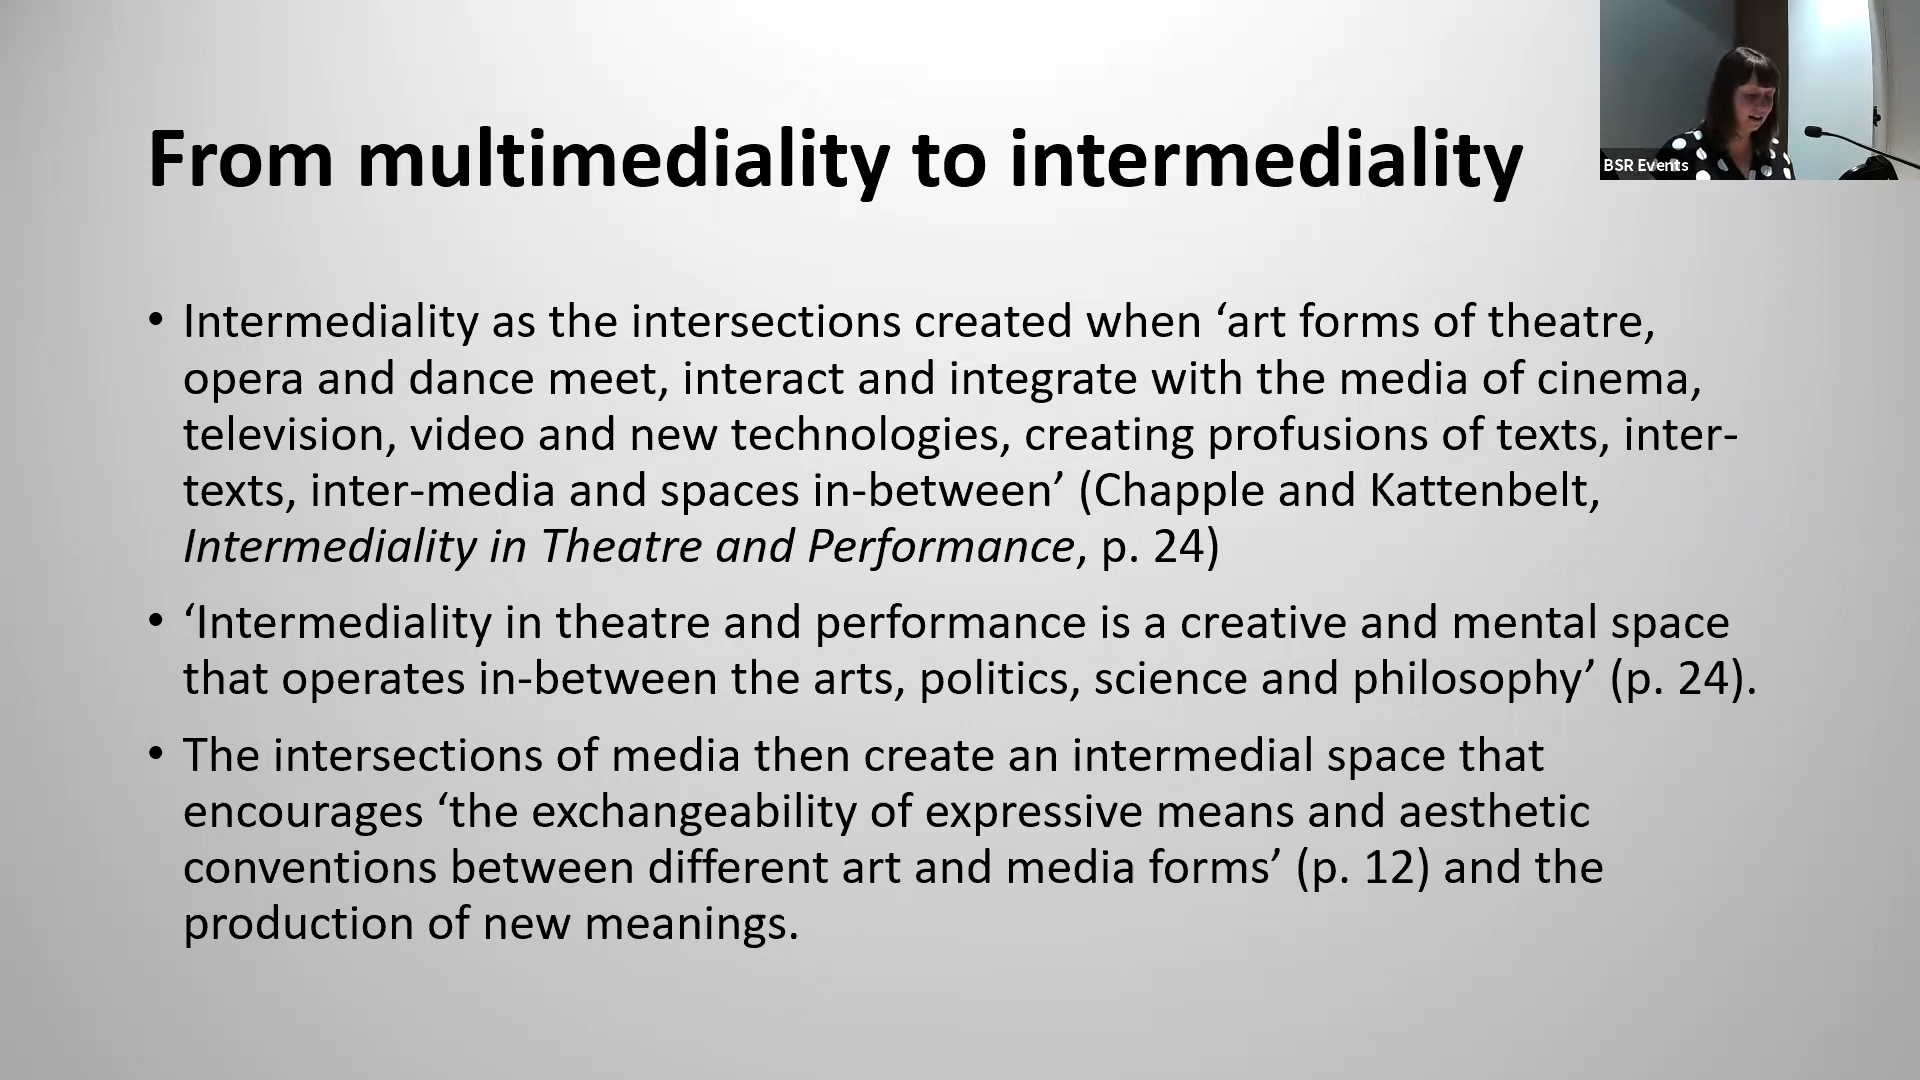 From multimediality to intermediality
BSR Events
• Intermediality as the intersections created when ‘art forms of theatre,
opera and dance meet, interact and integrate with the media of cinema,
television, video and new technologies, creating profusions of texts, inter-
texts, inter-media and spaces in-between’ (Chapple and Kattenbelt,
Intermediality in Theatre and Performance, p. 24)
• ‘Intermediality in theatre and performance is a creative and mental space
that operates in-between the arts, politics, science and philosophy’ (p. 24).
• The intersections of media then create an intermedial space that
encourages ‘the exchangeability of expressive means and aesthetic
conventions between different art and media forms’ (p. 12) and the
production of new meanings.